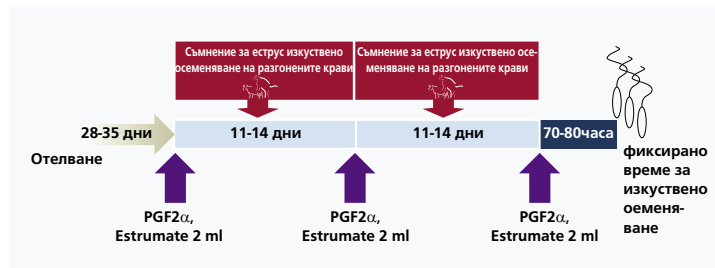 Съмнение за еструс изкуствено
осеменяване на разгонените крави
Съмнение за еструс изкуствено осе-
меняване на разгонените крави
28-35 дни
11-14 дни
11-14 дни
70-80часа
Отелване
фиксирано
време за
изкуствено
оеменя-
ване
PGF2α,
Estrumate 2 ml
PGF2α,
Estrumate 2 ml
PGF2α,
Estrumate 2 ml